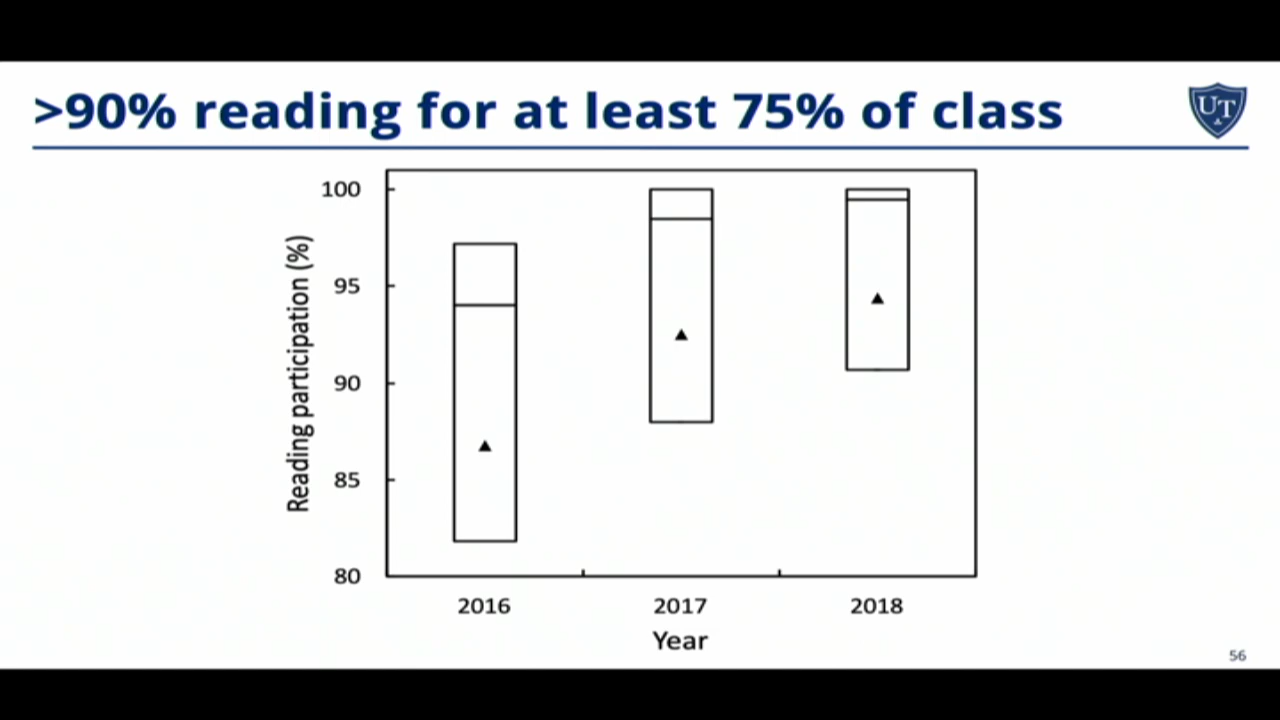 >90% reading for at least 75% of class
UT
Reading participation (%)
100
95
90
85
80
2016 2017 2018
Year
56